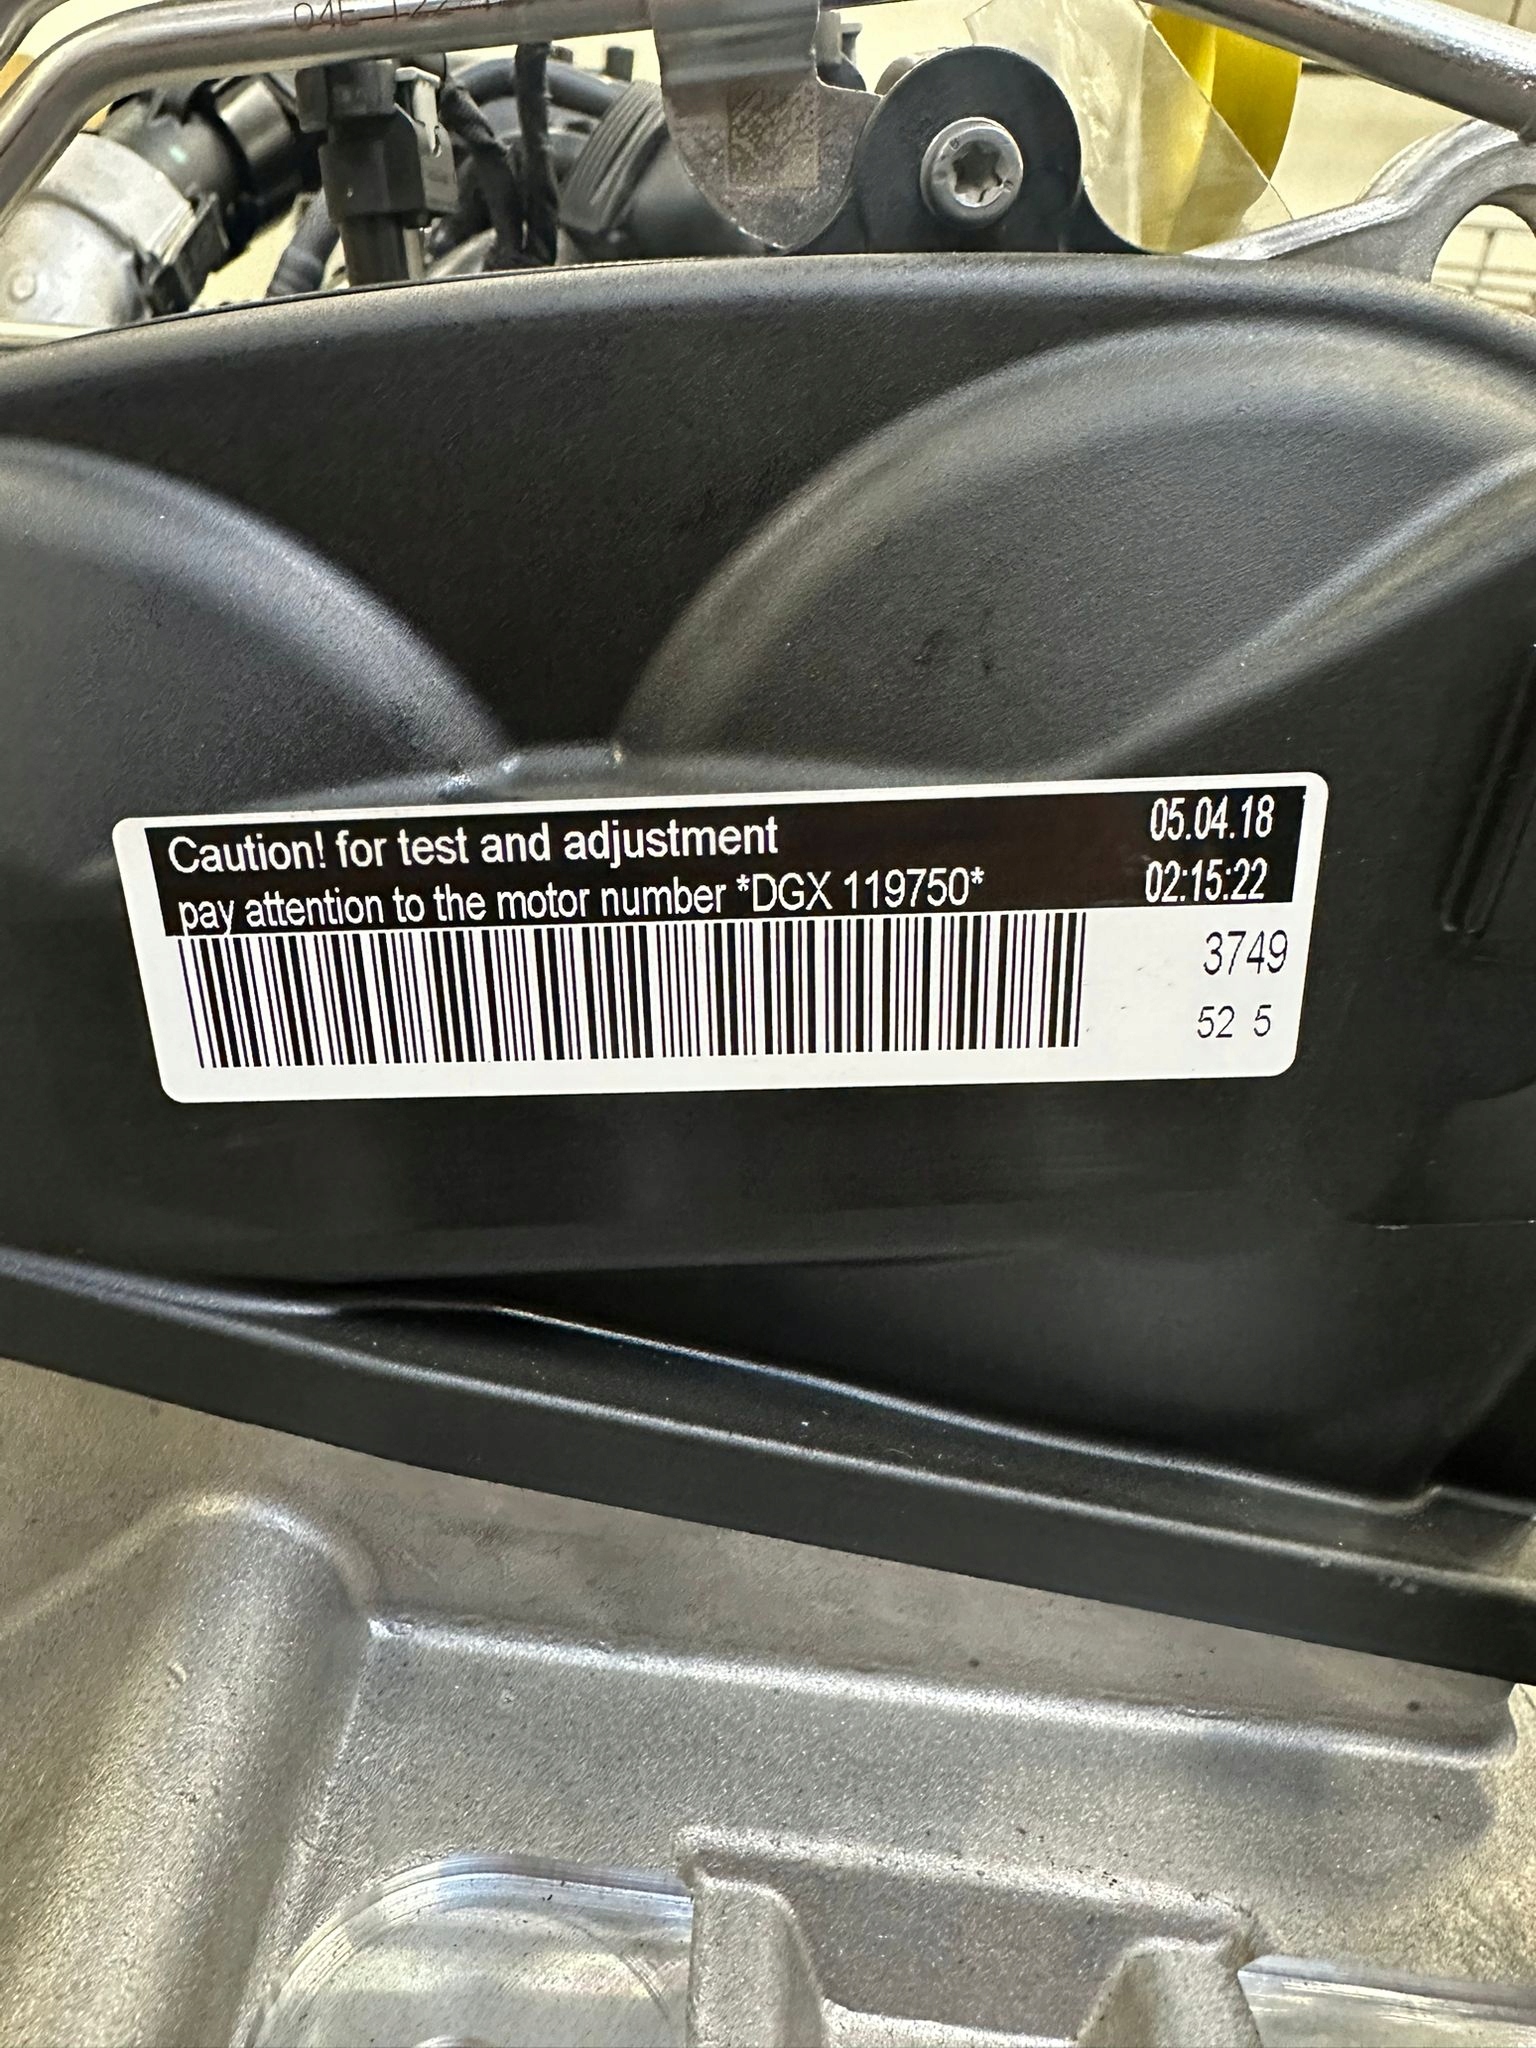 Caution! for test and adjustment 05.04.18
pay attention to the motor number *DGX 119750* 02:15:22
3749
52 5